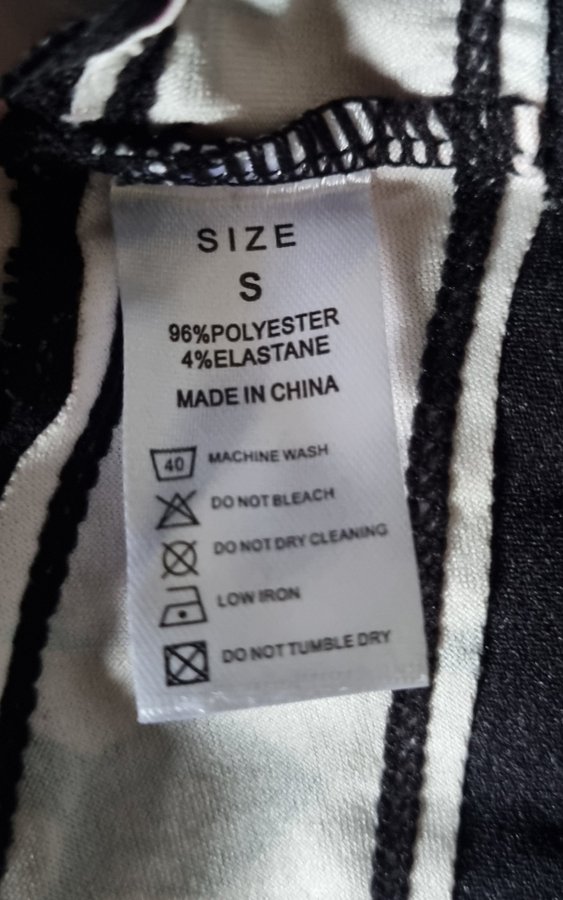 SIZE
S
96%POLYESTER
4%ELASTANE
MADE IN CHINA
40 MACHINE WASH
DO NOT BLEACH
DO NOT DRY CLEANING
LOW IRON
DO NOT TUMBLE DRY